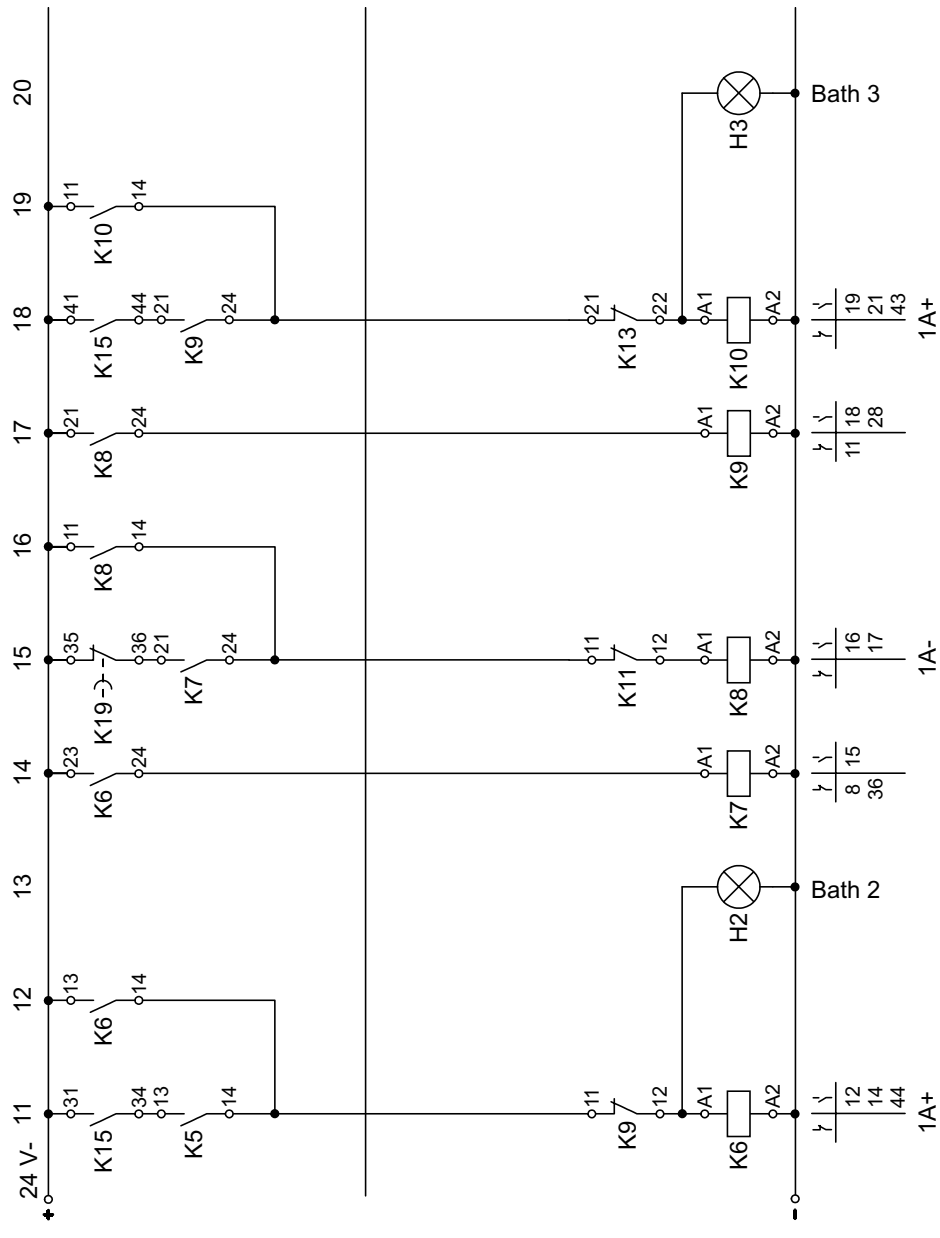 24 V-
+
11
12
13
14
15
16
17
18
19
20
K15
31
34
K5
13
14
K6
13
14
K6
23
24
K19
35
36
K7
21
24
K8
11
14
K8
21
24
K15
41
44
K9
21
24
K10
11
14
K9
11
12
K11
11
12
K13
21
22
K6
A1
A2
H2
K7
A1
A2
K8
A1
A2
K9
A1
A2
K10
A1
A2
H3
-
12
14
44
1A+
Bath 2
8
36
15
16
17
1A-
11
18
28
19
21
43
1A+
Bath 3